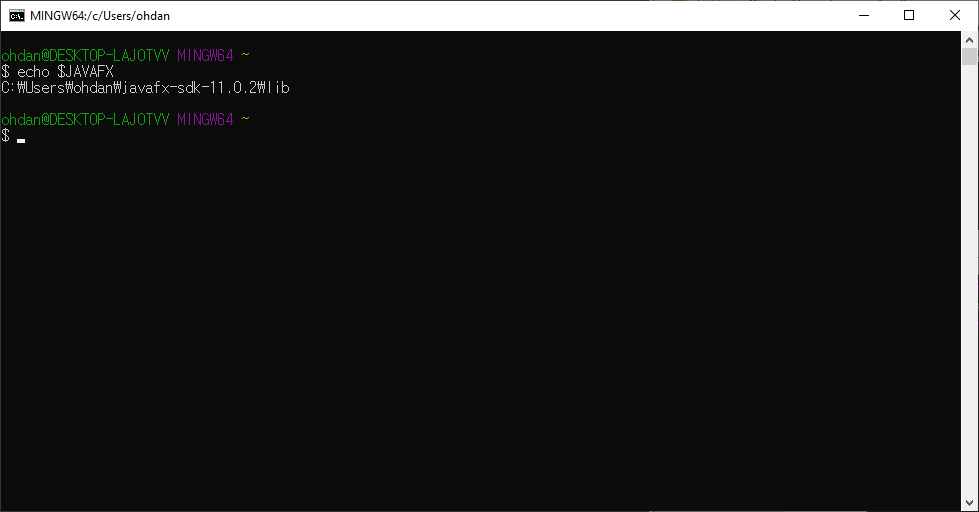 MINGW64:/c/Users/ohdan
ohdan@DESKTOP-LAJOTVV MINGW64 ~
$ echo $JAVAFX
C:₩Users₩ohdan₩javafx-sdk-11.0.2₩lib
ohdan@DESKTOP-LAJOTVV MINGW64 ~
$